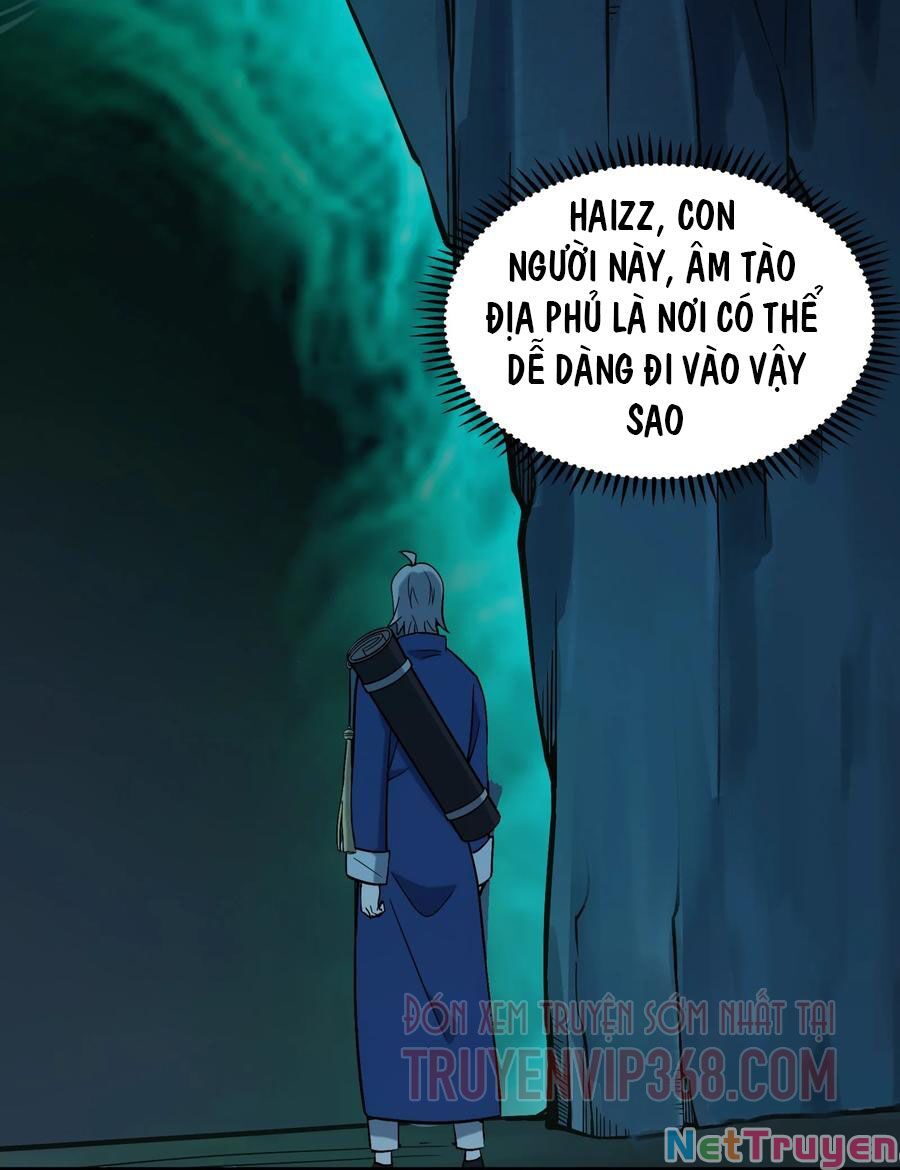 HAIZZ, CON
NGƯỜI NÀY, ÂM TÀO
ĐỊA PHỦ LÀ NƠI CÓ THỂ
DỄ DÀNG ĐI VÀO VẬY
SAO
ĐÓN XEM TRUYỆN SỚM NHẤT TẠI
TRUYENVIP368.COM
NetTruyen